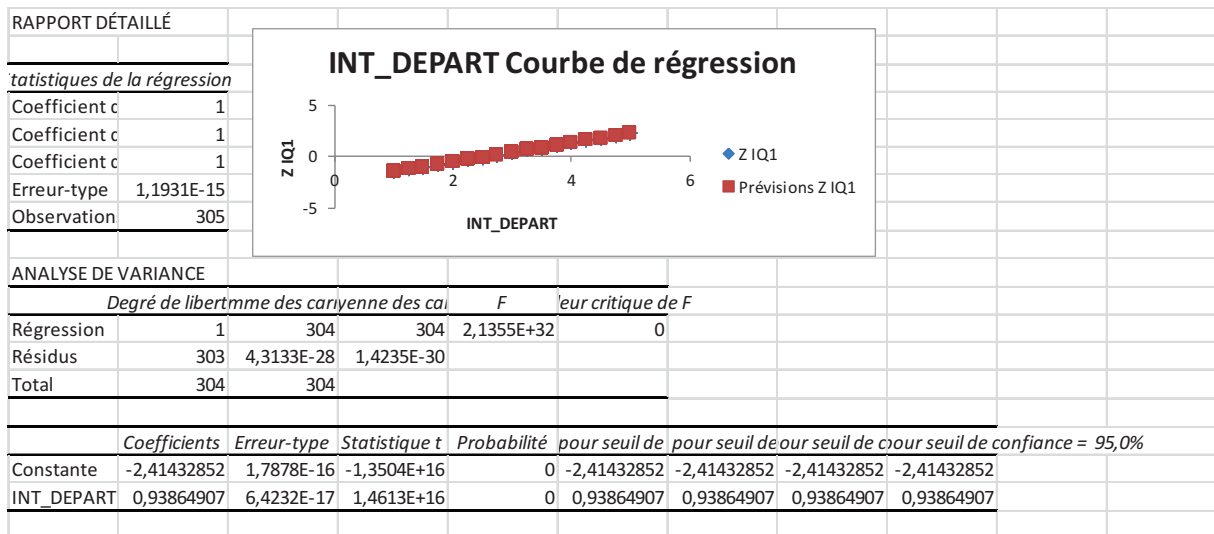 RAPPORT DÉTAILLÉ
INT_DEPART Courbe de régression
5
0
-5
0
2
4
6
Z IQ1
INT_DEPART
Z IQ1
Prévisions Z IQ1
tatistiques de la régression
Coefficient d 1
Coefficient d 1
Coefficient d 1
Erreur-type 1,1931E-15
Observation 305
ANALYSE DE VARIANCE
Degré de libert mme des carr yenne des car F eur critique de F
Régression 1 304 304 2,1355E+32 0
Résidus 303 4,3133E-28 1,4235E-30
Total 304 304
Coefficients Erreur-type Statistique t Probabilité pour seuil de pour seuil de our seuil de c pour seuil de confiance = 95,0%
Constante -2,41432852 1,7878E-16 -1,3504E+16 0 -2,41432852 -2,41432852 -2,41432852 -2,41432852
INT_DEPART 0,93864907 6,4232E-17 1,4613E+16 0 0,93864907 0,93864907 0,93864907 0,93864907